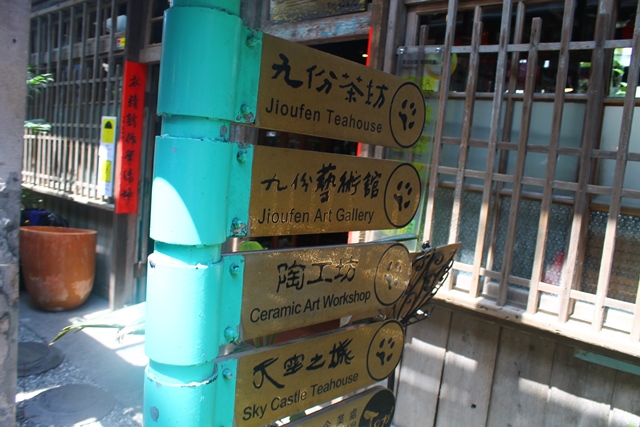 九份茶坊
Jioufen Teahouse
九份藝術館
Jioufen Art Gallery
陶工坊
Ceramic Art Workshop
天空之城
Sky Castle Teahouse